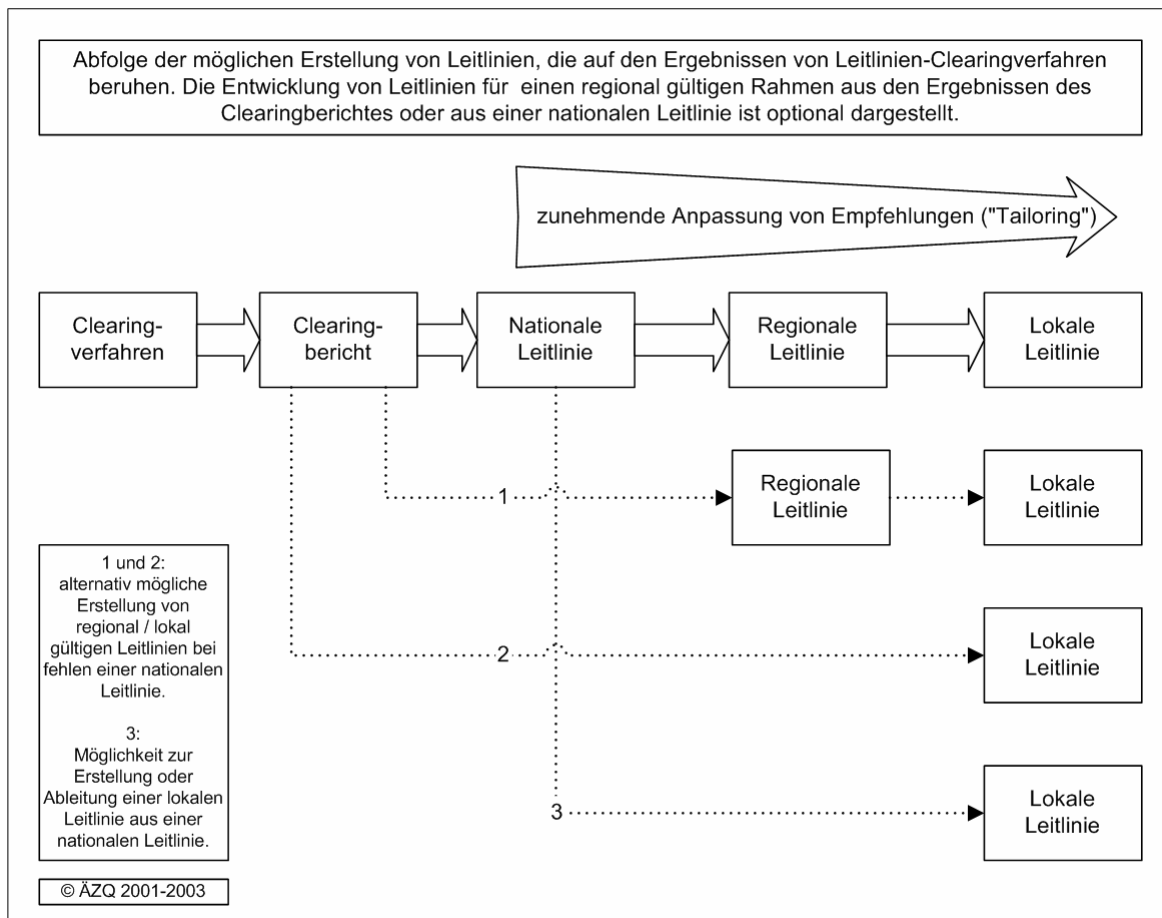 Abfolge der möglichen Erstellung von Leitlinien, die auf den Ergebnissen von Leitlinien-Clearingverfahren
beruhen. Die Entwicklung von Leitlinien für einen regional gültigen Rahmen aus den Ergebnissen des
Clearingberichtes oder aus einer nationalen Leitlinie ist optional dargestellt.
zunehmende Anpassung von Empfehlungen ("Tailoring")
Clearing-
verfahren
Clearing-
bericht
Nationale
Leitlinie
Regionale
Leitlinie
Lokale
Leitlinie
1
Regionale
Leitlinie
Lokale
Leitlinie
2
Lokale
Leitlinie
3
Lokale
Leitlinie
1 und 2:
alternativ mögliche
Erstellung von
regional / lokal
gültigen Leitlinien bei
fehlen einer nationalen
Leitlinie.
3:
Möglichkeit zur
Erstellung oder
Ableitung einer lokalen
Leitlinie aus einer
nationalen Leitlinie.
© ÄZQ 2001-2003